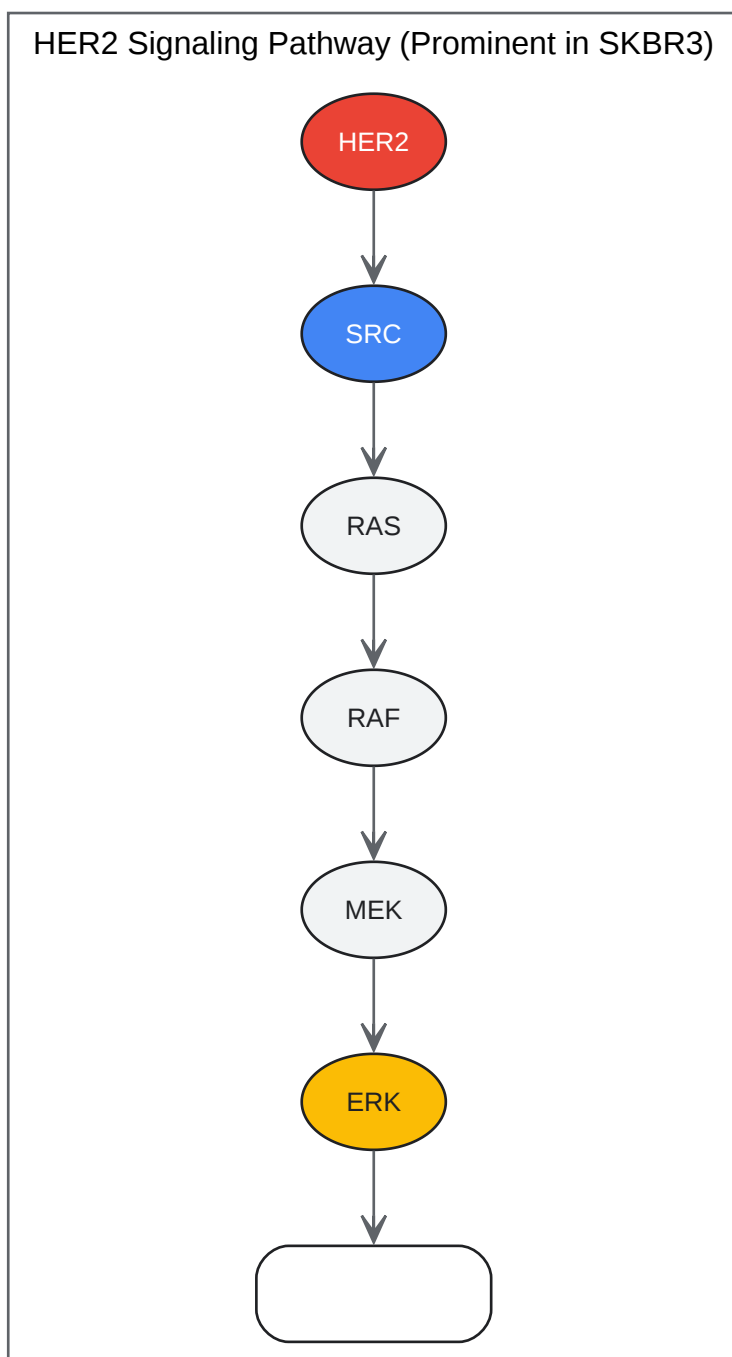 HER2 Signaling Pathway (Prominent in SKBR3)
HER2
SRC
RAS
RAF
MEK
ERK